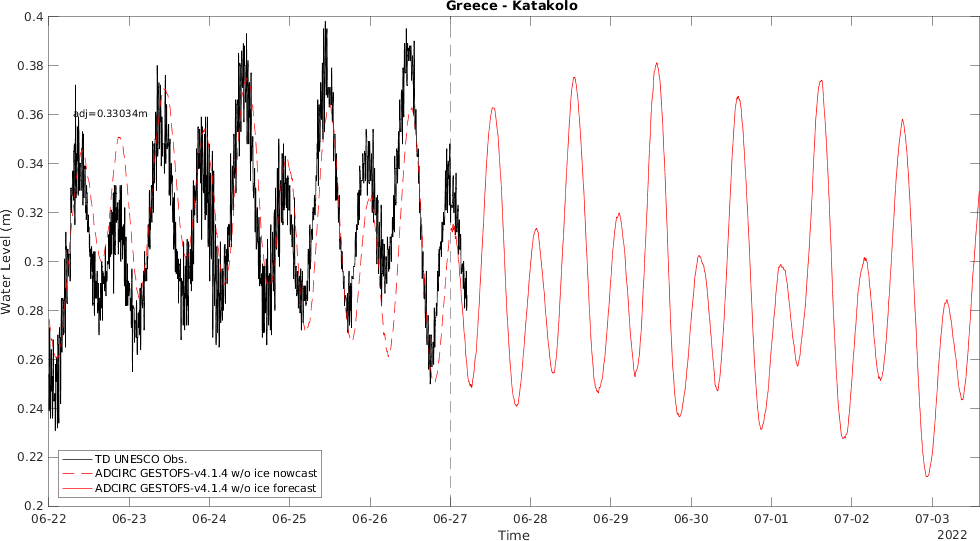 Greece - Katakolo
0.4
0.38
0.36
0.34
0.32
0.3
0.28
0.26
0.24
0.22
0.2
Water Level (m)
adj=0.33034m
TD UNESCO Obs.
ADCIRC GESTOFS-v4.1.4 w/o ice nowcast
ADCIRC GESTOFS-v4.1.4 w/o ice forecast
06-22 06-23 06-24 06-25 06-26 06-27 06-28 06-29 06-30 07-01 07-02 07-03
Time
2022